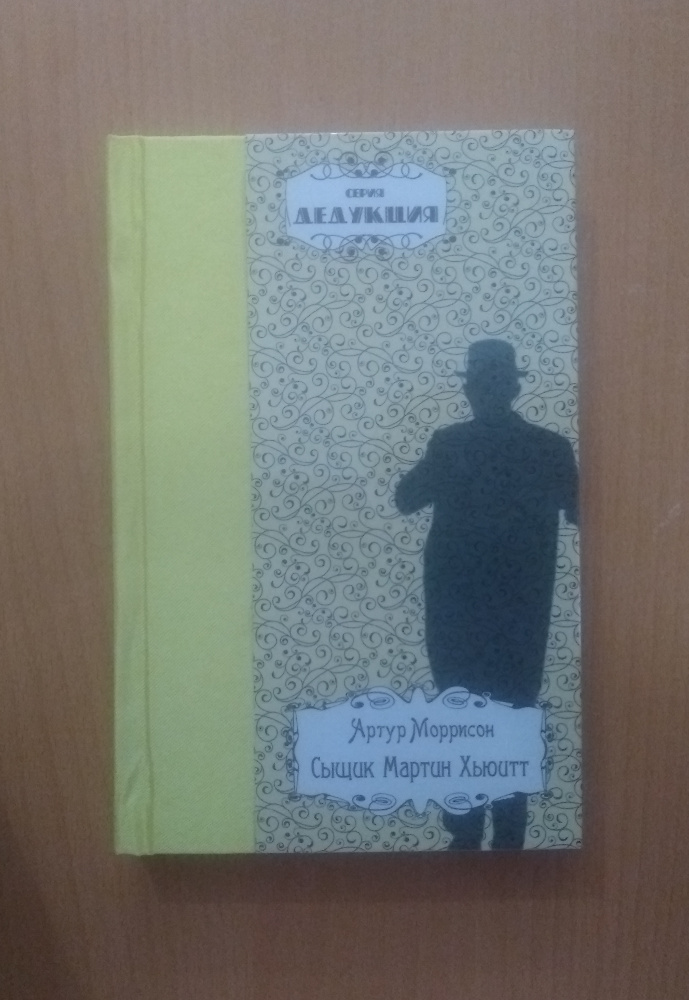 СЕРИЯ
ДЕДУКЦИЯ
Артур Моррисон
Сыщик Мартин Хьюитт